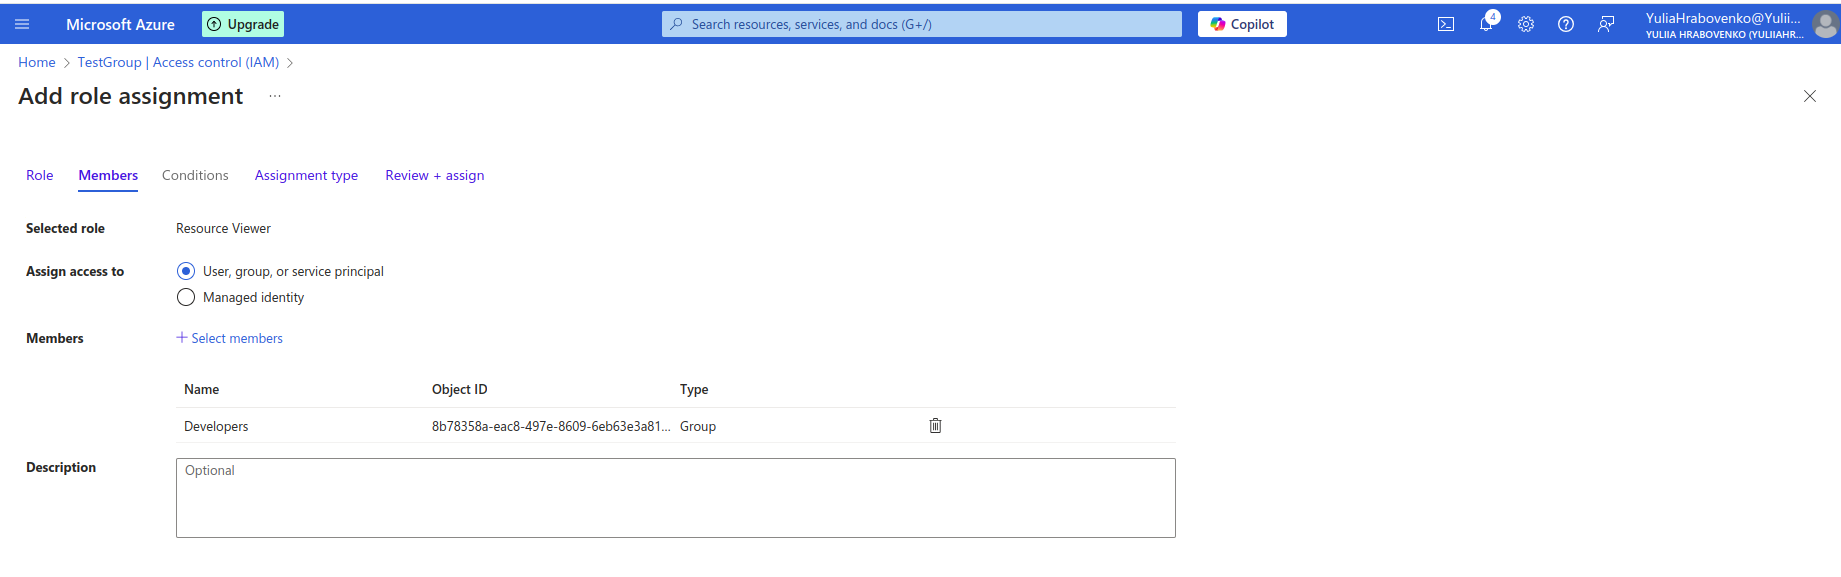 Microsoft Azure
Upgrade
Search resources, services, and docs (G+/)
Copilot
4
YuliaHrabovenko@Yulii...
YULIIA HRABOVENKO (YULIIAHR...
Home > TestGroup | Access control (IAM) >
Add role assignment ...
Role Members Conditions Assignment type Review + assign
Selected role Resource Viewer
Assign access to User, group, or service principal
Managed identity
Members + Select members
Name Object ID Type
Developers 8b78358a-eac8-497e-8609-6eb63e3a81... Group
Description Optional